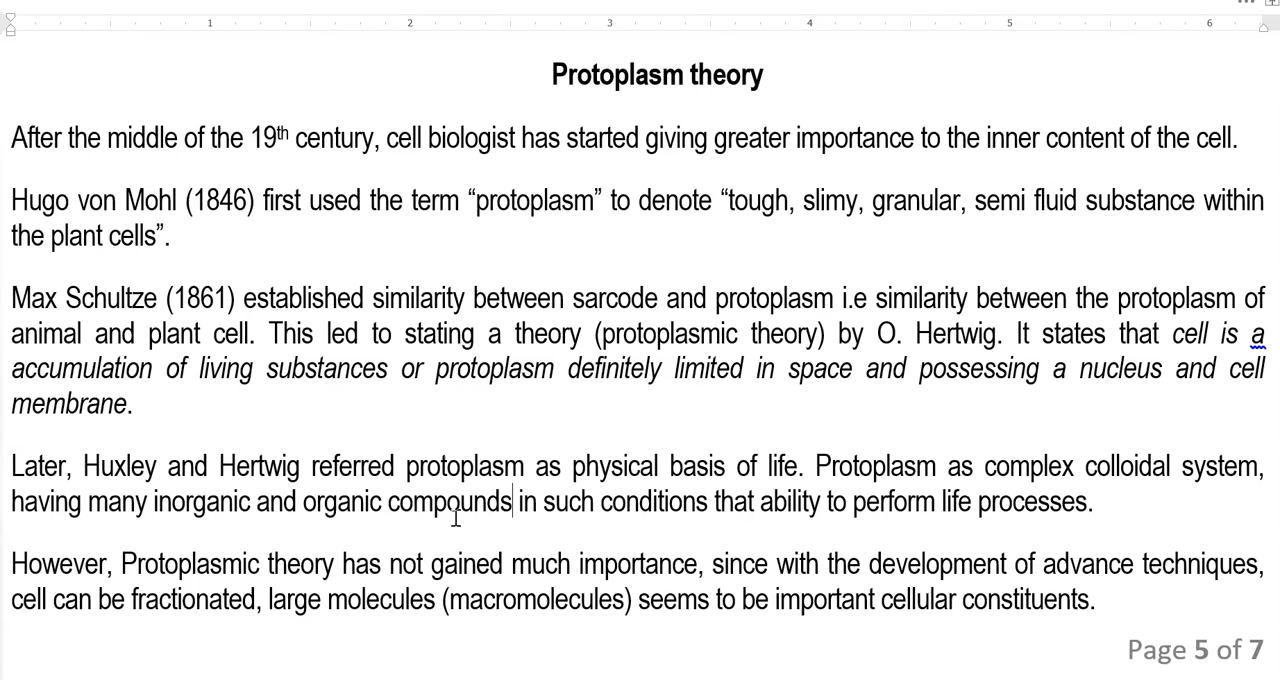 1 2 3 4 5 6
Protoplasm theory
After the middle of the 19th century, cell biologist has started giving greater importance to the inner content of the cell.
Hugo von Mohl (1846) first used the term “protoplasm” to denote “tough, slimy, granular, semi fluid substance within
the plant cells”.
Max Schultze (1861) established similarity between sarcode and protoplasm i.e similarity between the protoplasm of
animal and plant cell. This led to stating a theory (protoplasmic theory) by O. Hertwig. It states that cell is a
accumulation of living substances or protoplasm definitely limited in space and possessing a nucleus and cell
membrane.
Later, Huxley and Hertwig referred protoplasm as physical basis of life. Protoplasm as complex colloidal system,
having many inorganic and organic compounds in such conditions that ability to perform life processes.
However, Protoplasmic theory has not gained much importance, since with the development of advance techniques,
cell can be fractionated, large molecules (macromolecules) seems to be important cellular constituents.
Page 5 of 7